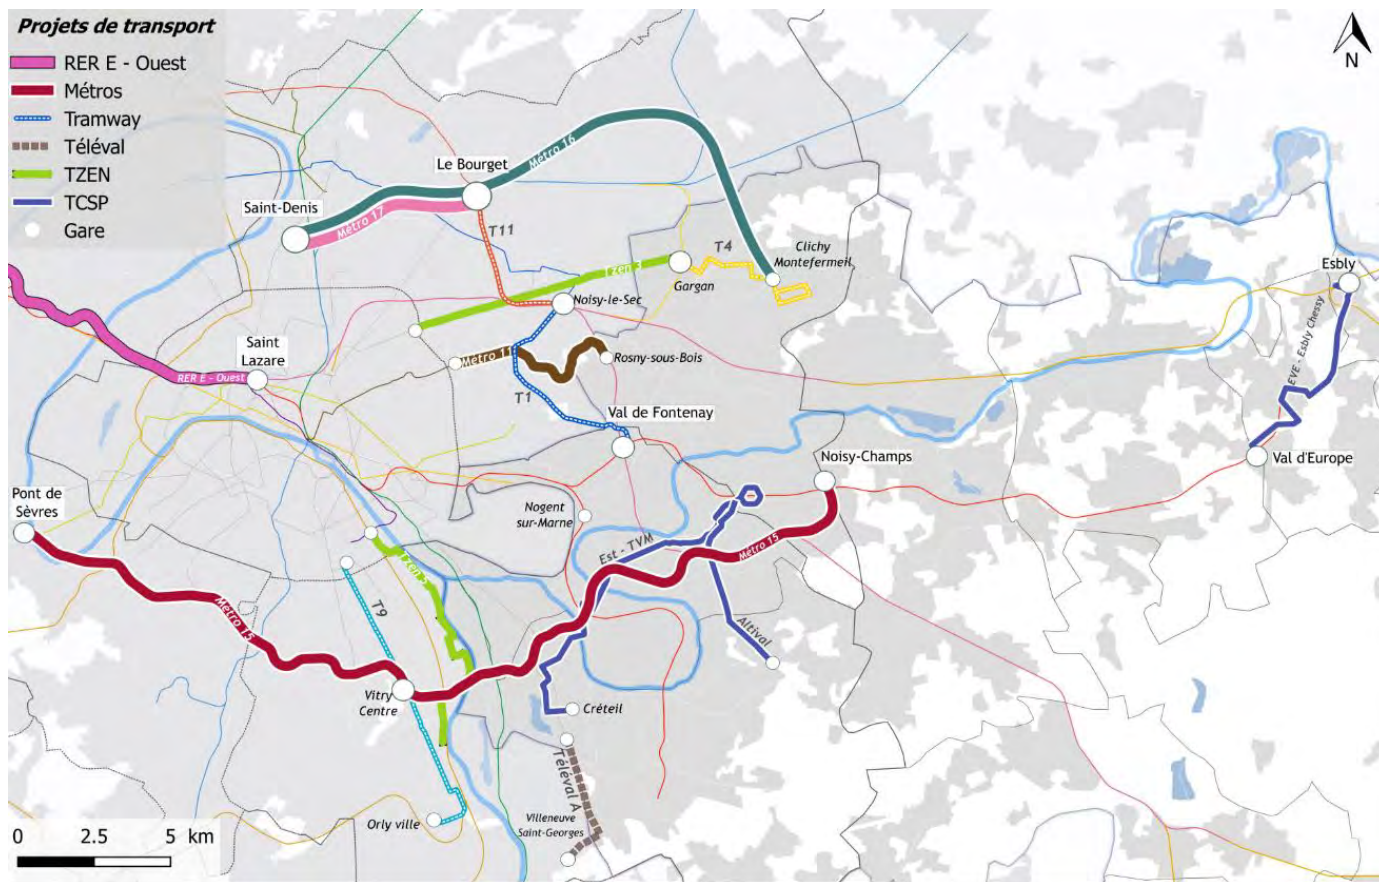 Projets de transport
RER E - Ouest
Métros
Tramway
Téléval
TZEN
TCSP
Gare
N
Métro 16
Le Bourget
Saint-Denis
Métro 17
T11
Tzen 3
T4
Clichy
Montefermeil
Gargan
Esbly
Noisy-le-Sec
EVE - Esbly Chessy
Saint
Lazare
RER E - Ouest
Métro 11
Rosny-sous-Bois
T1
Val de Fontenay
Noisy-Champs
Val d'Europe
Pont de
Sèvres
Nogent
sur-Marne
Est - TVM
Métro 15
Tzen 5
T9
Métro 15
Altival
Vitry
Centre
Créteil
Téléval A
Orly ville
Villeneuve
Saint-Georges
0 2.5 5 km